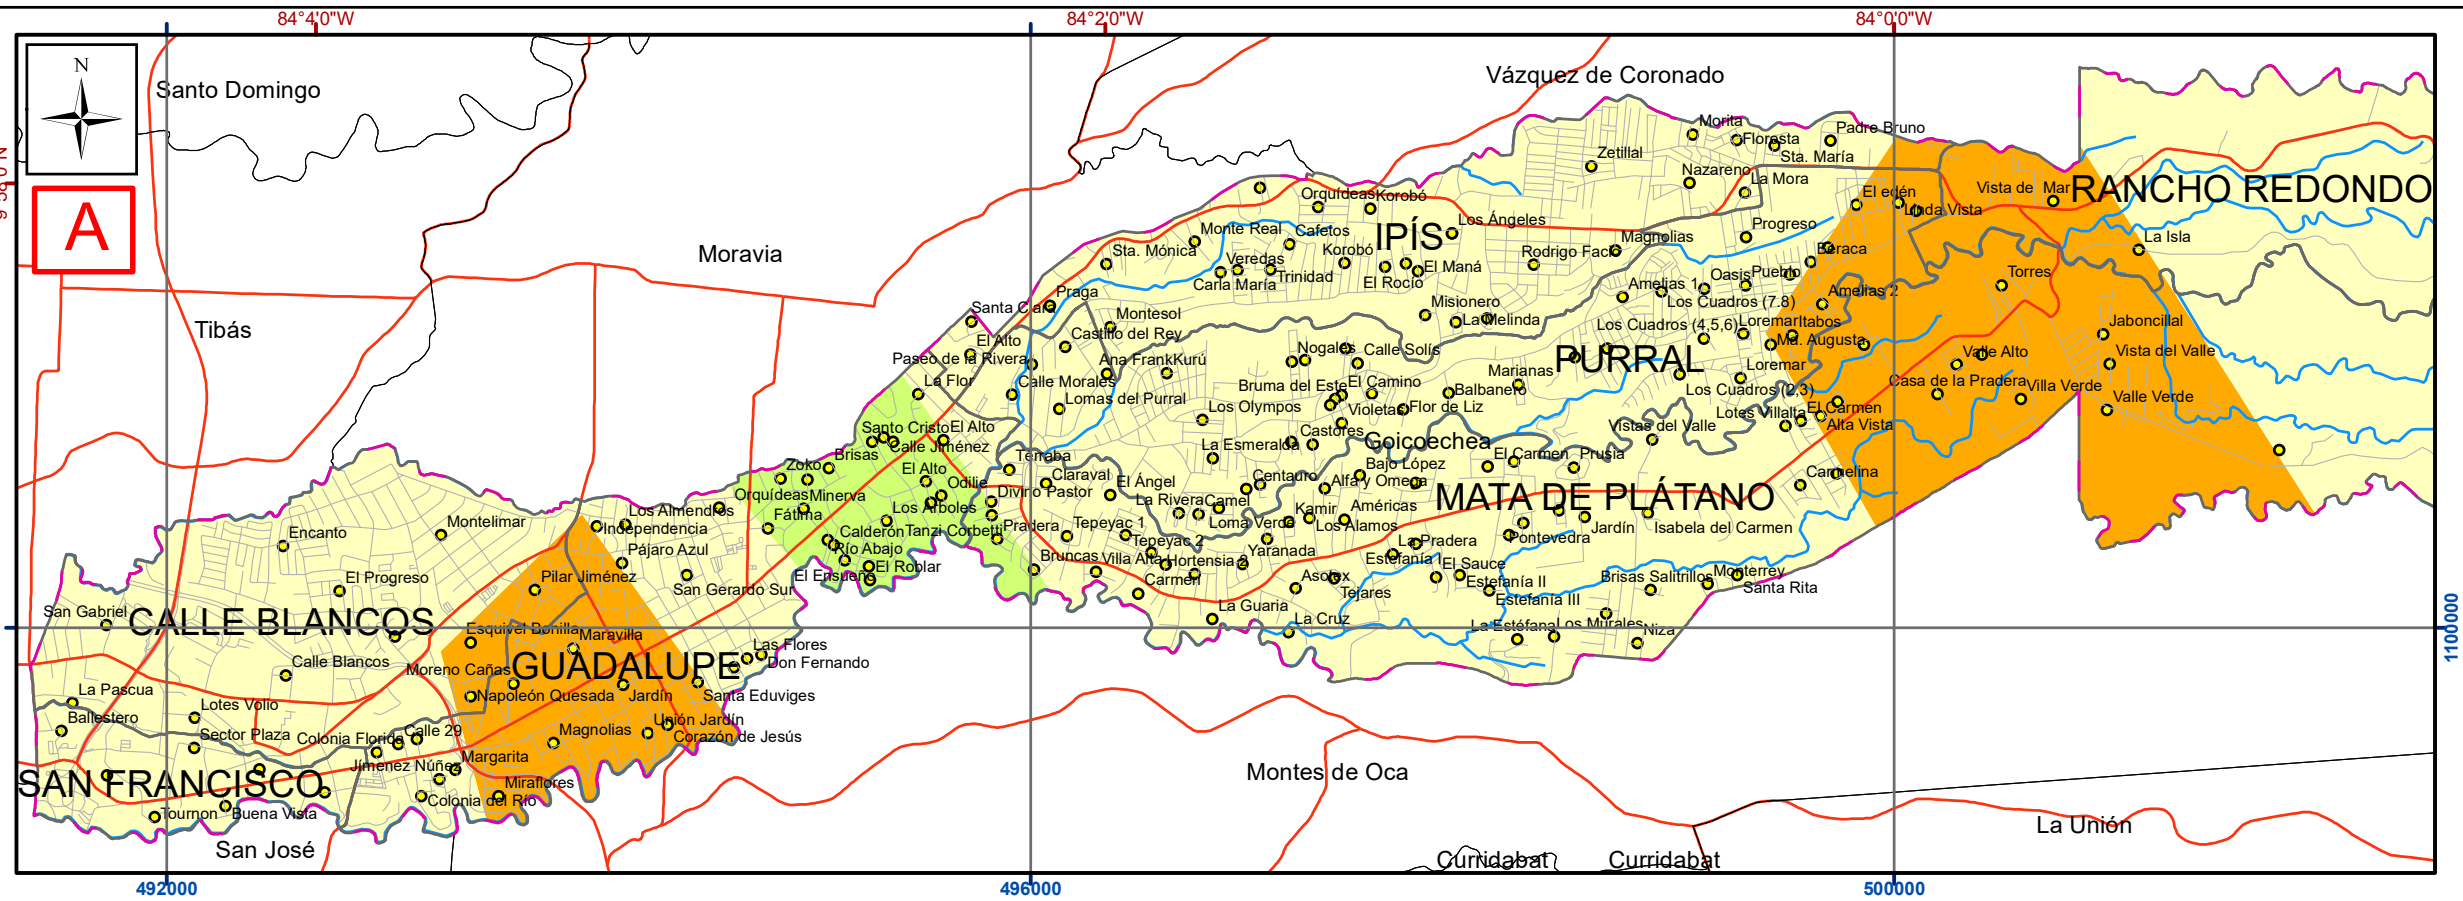 84°4'0"W
84°2'0"W
84°0'0"W
N
A
Santo Domingo
Vázquez de Coronado
Moravia
Tibás
RANCHO REDONDO
IPÍS
PURRAL
MATA DE PLÁTANO
Goicoechea
CALLE BLANCOS
GUADALUPE
SAN FRANCISCO
San José
Montes de Oca
Curridabat
Curridabat
La Unión
Morita
Floresta
Padre Bruno
Sta. María
Zetillal
Nazareno
La Mora
El edén
Linda Vista
Vista de Mar
Orquídeas
Korobó
Los Ángeles
Monte Real
Cafetos
Korobó
Sta. Mónica
Veredas
Trinidad
Carla María
El Rocío
El Maná
Rodrigo Facio
Magnolias
Progreso
Beraca
La Isla
Torres
Oasis
Pueblo
Amelias 1
Amelias 2
Los Cuadros (7.8)
Praga
Santa Clara
Montesol
Castillo del Rey
Misionero
La Melinda
Los Cuadros (4,5,6)
Loremar
Itabos
Ma. Augusta
Jaboncillal
El Alto
Paseo de la Rivera
Ana Frank
Kurú
Nogales
Calle Solís
Valle Alto
Vista del Valle
La Flor
Calle Morales
Lomas del Purral
Bruma del Este
El Camino
Marianas
Balbanero
Loremar
Los Cuadros (2,3)
Casa de la Pradera
Villa Verde
Valle Verde
Los Olympos
Violetas
Flor de Liz
Lotes Villalta
El Carmen
Alta Vista
Vistas del Valle
Santo Cristo
El Alto
Calle Jiménez
Castores
La Esmeralda
Zoko
Brisas
El Alto
Odilie
Terraba
Claraval
El Ángel
Centauro
Bajo López
Alfa y Omega
El Carmen
Prusia
Carmelina
Orquídeas
Minerva
Fátima
Los Árboles
Divino Pastor
La Rivera
Camel
Kamir
Américas
Los Alamos
Loma Verde
Jardín
Isabela del Carmen
Calderón
Tanzi Corbetti
Pradera
Tepeyac 1
Tepeyac 2
Yaranada
La Pradera
Pontevedra
Río Abajo
El Roblar
El Ensueño
Bruncas
Villa Alta
Hortensia 2
Carmen
Estefanía I
El Sauce
Estefanía II
Estefanía III
Asotex
Tejares
Brisas Salitrillos
Monterrey
Santa Rita
La Guaria
La Cruz
La Estéfana
Los Murales
Niza
Encanto
Montelimar
Los Almendros
Independencia
Pájaro Azul
El Progreso
Pilar Jiménez
San Gerardo Sur
San Gabriel
Esquivel Bonilla
Maravilla
Las Flores
Don Fernando
Calle Blancos
Moreno Cañas
Napoleón Quesada
Jardín
Santa Eduviges
La Pascua
Ballestero
Lotes Volio
Sector Plaza
Colonia Florida
Calle 29
Magnolias
Unión Jardín
Corazón de Jesús
Jímenez Núñez
Margarita
Miraflores
Colonia del Río
Tournon
Buena Vista
492000
496000
500000
1100000